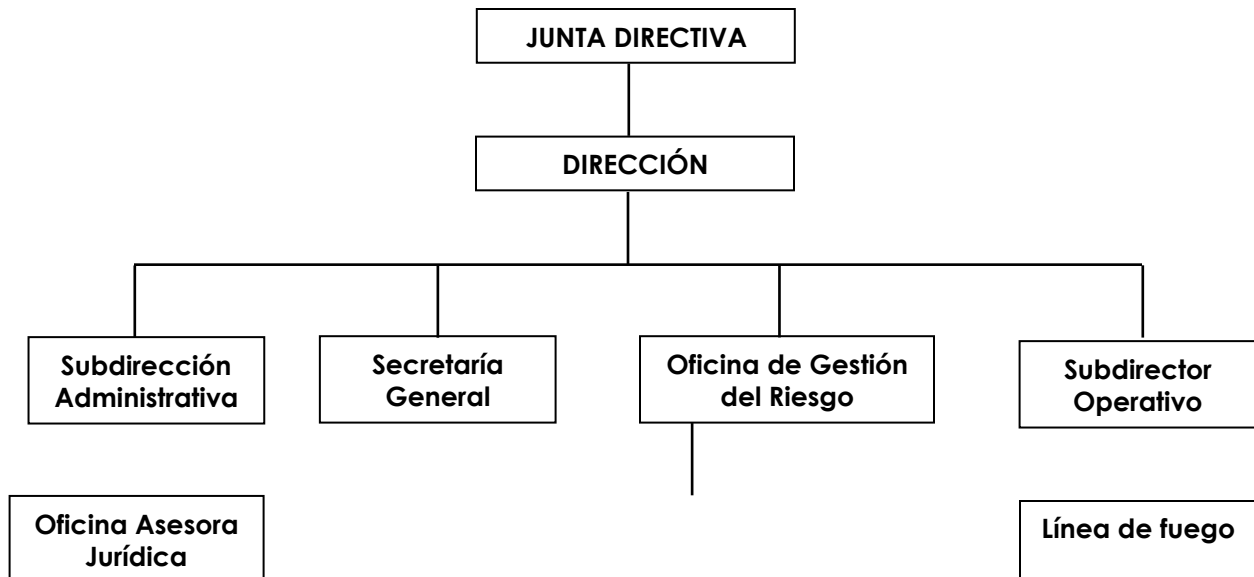 JUNTA DIRECTIVA
DIRECCIÓN
Subdirección
Administrativa
Secretaría
General
Oficina de Gestión
del Riesgo
Subdirector
Operativo
Oficina Asesora
Jurídica
Línea de fuego